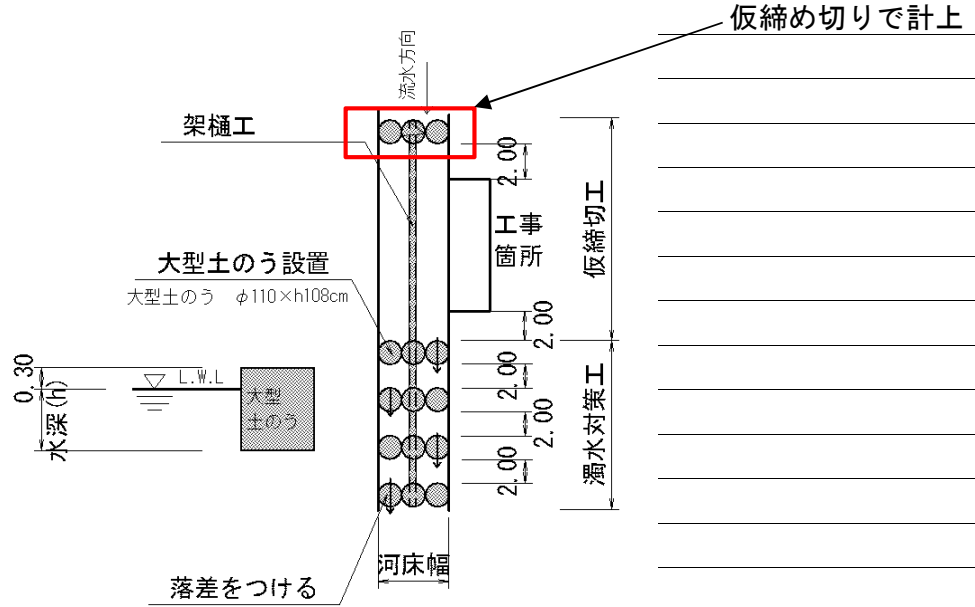 仮締め切りで計上
流水方向
架樋工
2.00
工事
箇所
仮締切工
大型土のう設置
大型土のう φ110×h108cm
2.00
0.30
L.W.L
水深(h)
大型
土のう
2.00
2.00
2.00
濁水対策工
河床幅
落差をつける